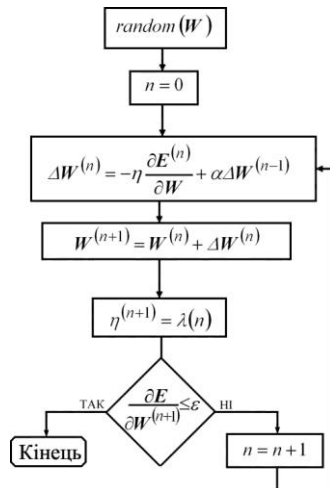 random(W)
n = 0
ΔW^(n) = −η ∂E^(n)/∂W + αΔW^(n−1)
W^(n+1) = W^(n) + ΔW^(n)
η^(n+1) = λ(n)
ТАК ∂E/∂W^(n+1) ≤ ε НІ
Кінець
n = n + 1